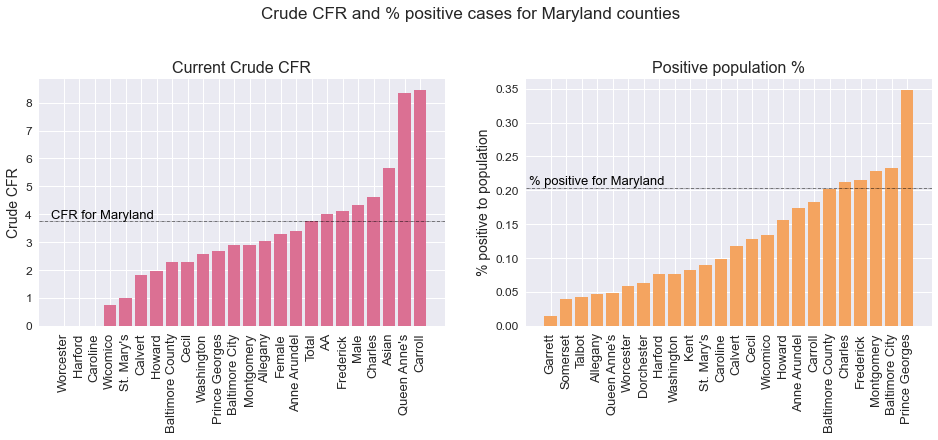 Crude CFR and % positive cases for Maryland counties
Current Crude CFR
Crude CFR
8
7
6
5
4
3
2
1
0
CFR for Maryland
Worcester
Harford
Caroline
Wicomico
St. Mary's
Calvert
Howard
Baltimore County
Cecil
Washington
Prince Georges
Baltimore City
Montgomery
Allegany
Female
Anne Arundel
Total
AA
Frederick
Male
Charles
Asian
Queen Anne's
Carroll
Positive population %
% positive to population
0.35
0.30
0.25
0.20
0.15
0.10
0.05
0.00
% positive for Maryland
Garrett
Somerset
Talbot
Allegany
Queen Anne's
Worcester
Dorchester
Harford
Washington
Kent
St. Mary's
Caroline
Calvert
Cecil
Wicomico
Howard
Anne Arundel
Carroll
Baltimore County
Charles
Frederick
Montgomery
Baltimore City
Prince Georges